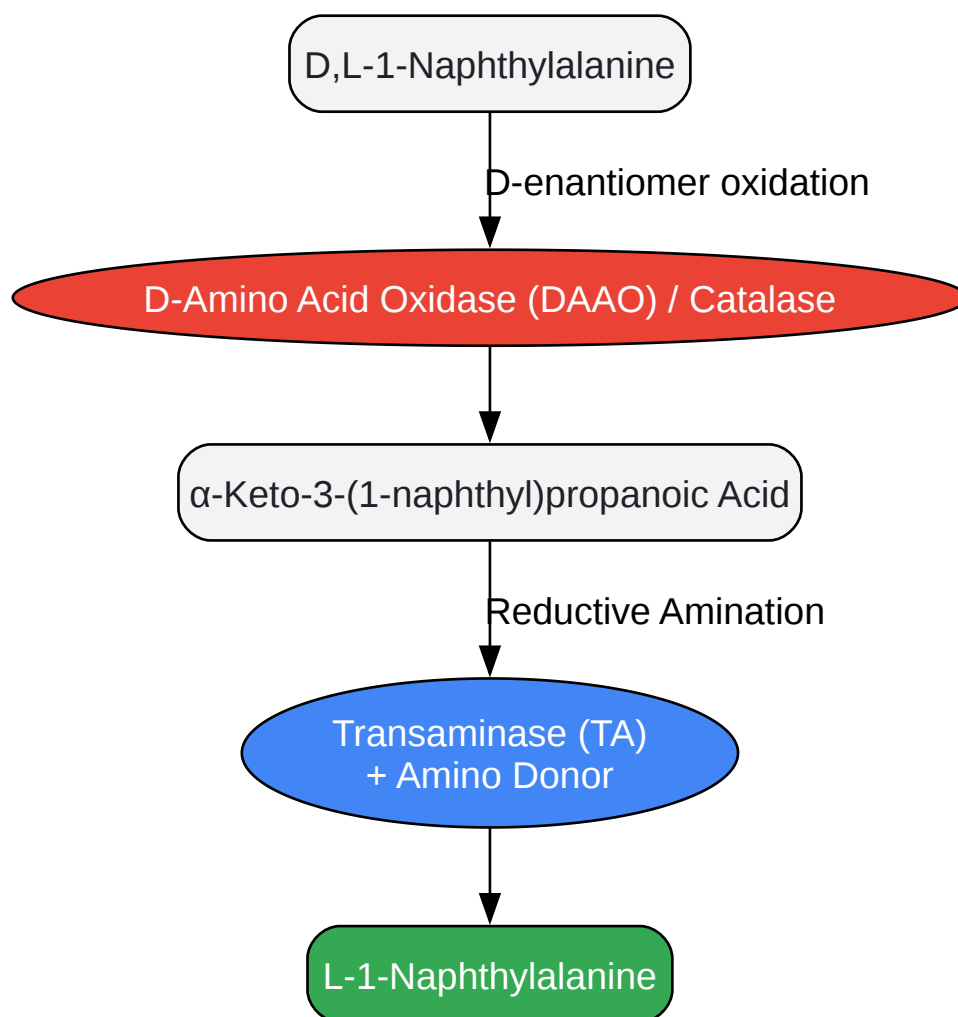 D,L-1-Naphthylalanine
D-enantiomer oxidation
D-Amino Acid Oxidase (DAAO) / Catalase
α-Keto-3-(1-naphthyl)propanoic Acid
Reductive Amination
Transaminase (TA)
+ Amino Donor
L-1-Naphthylalanine